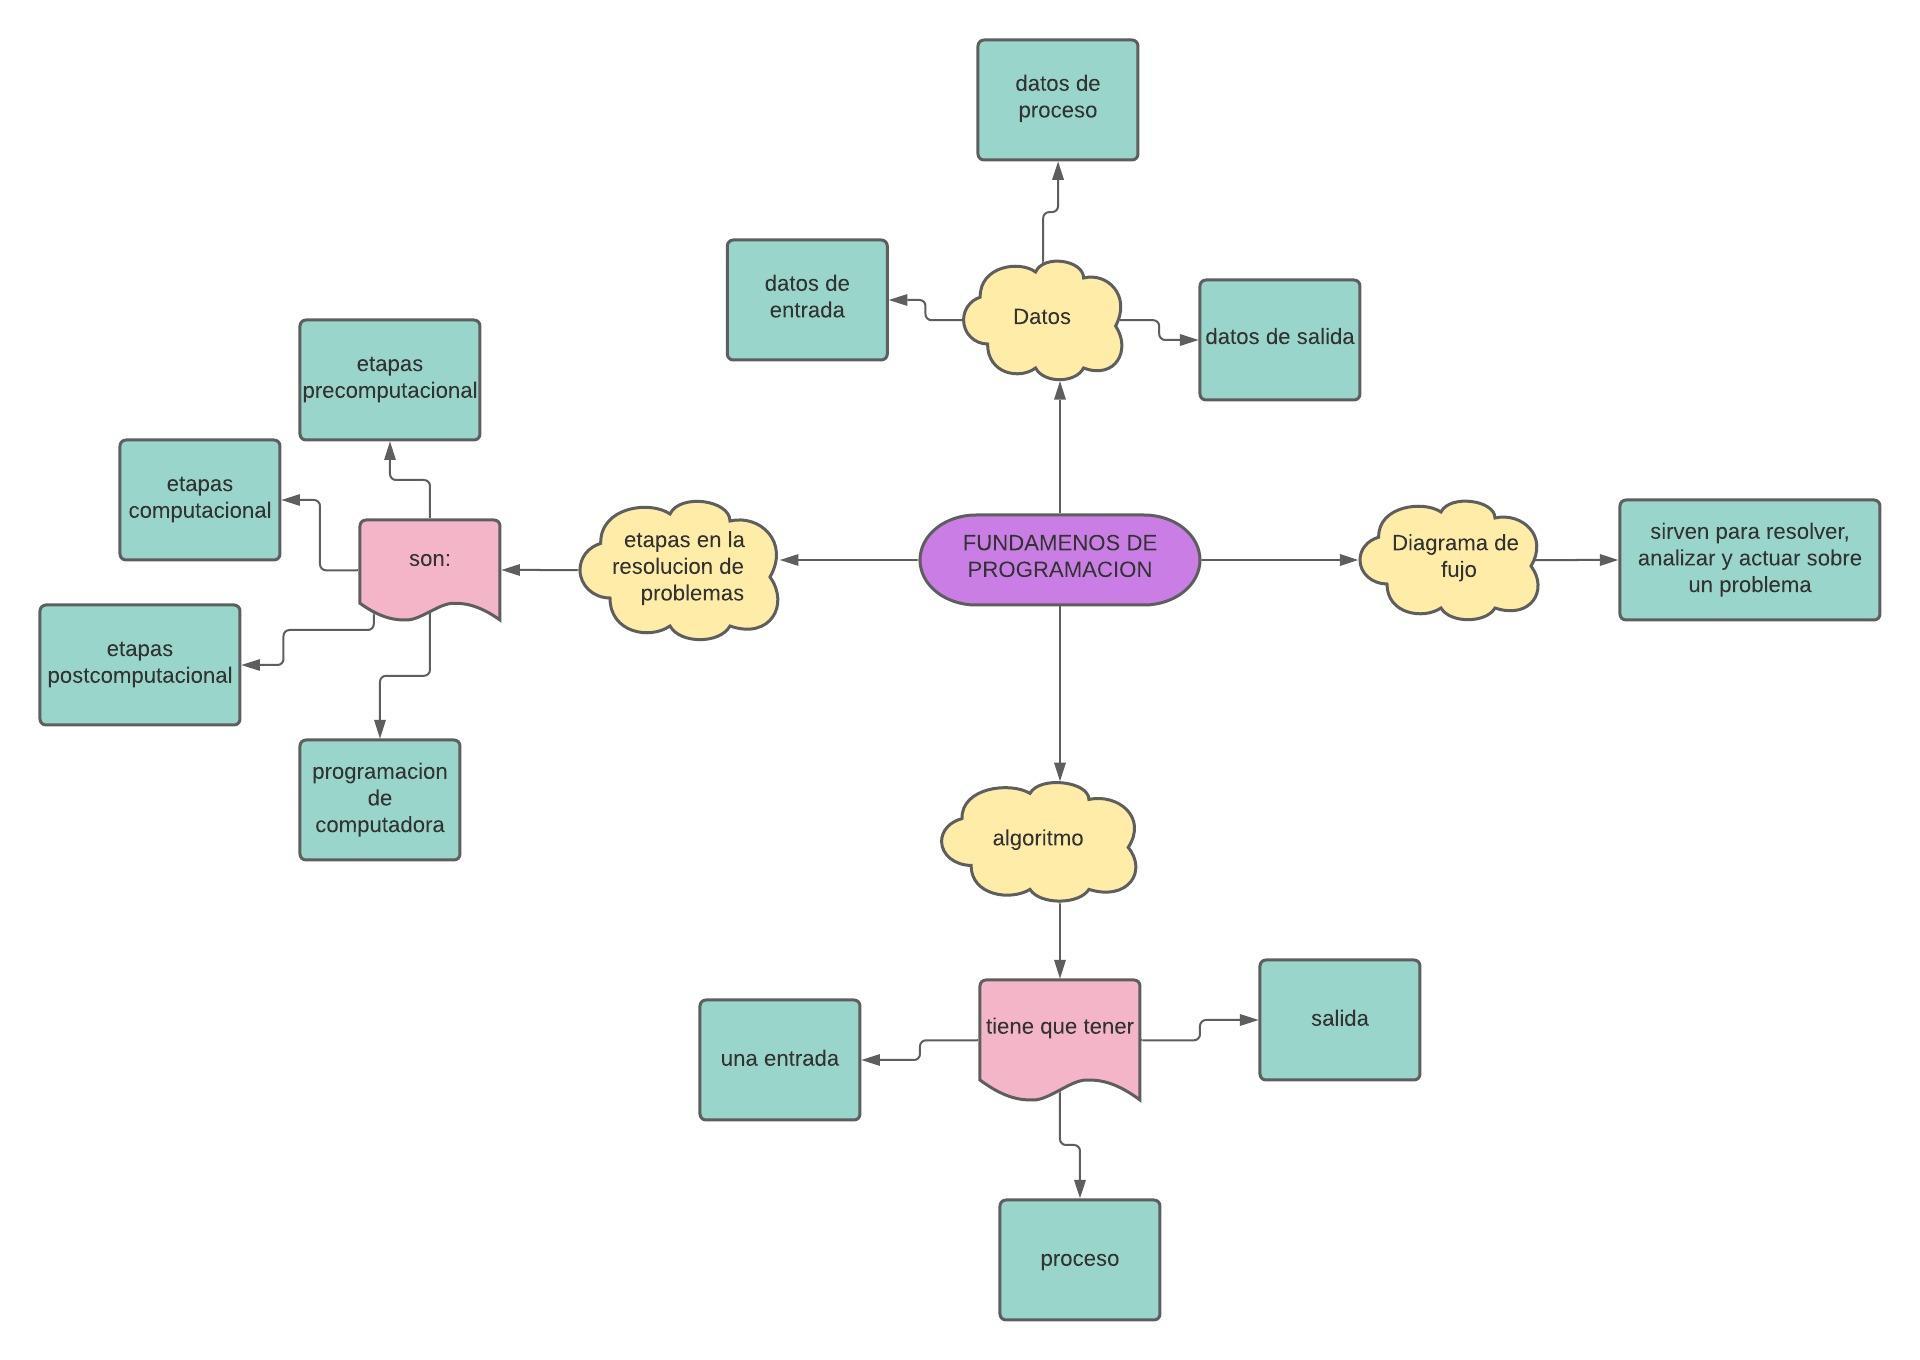 datos de
proceso
datos de
entrada
Datos
datos de salida
etapas
precomputacional
etapas
computacional
son:
etapas en la
resolucion de
problemas
FUNDAMENOS DE
PROGRAMACION
Diagrama de
fujo
sirven para resolver,
analizar y actuar sobre
un problema
etapas
postcomputacional
programacion
de
computadora
algoritmo
tiene que tener
una entrada
salida
proceso